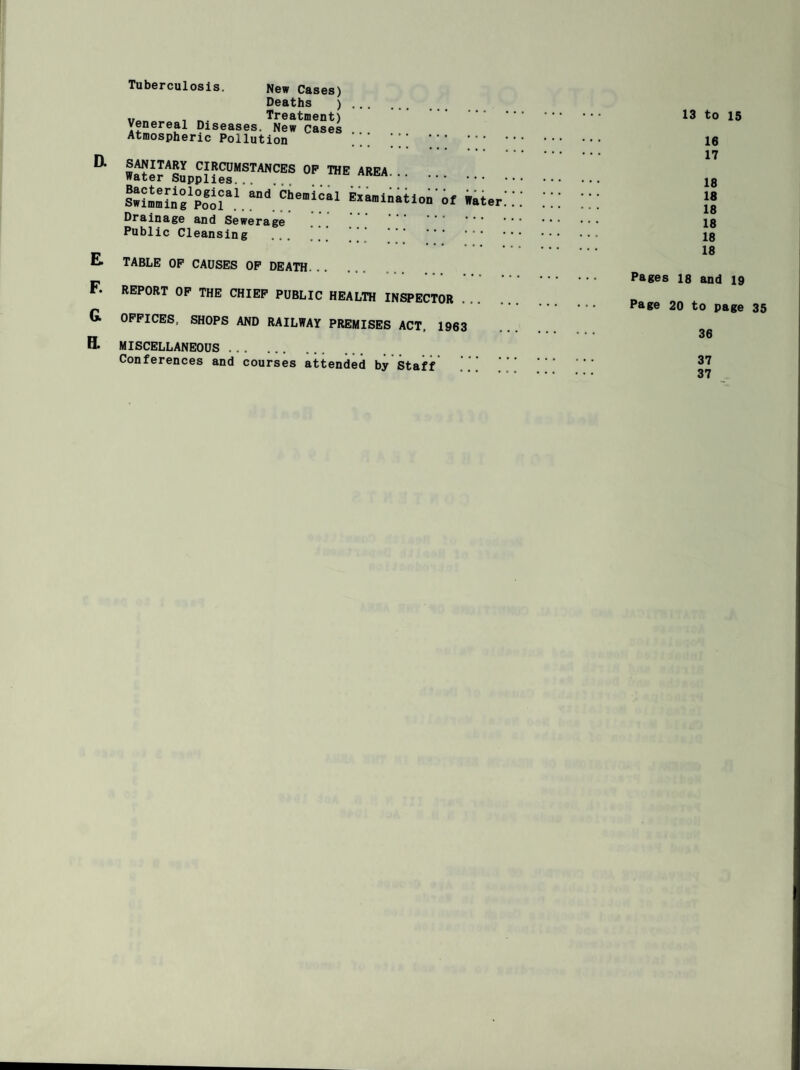 Tuberculosis. New Cases)
Deaths ) ... ... ... ... ... ... ... 13 to 15
Treatment)
Venereal Diseases. New Cases ... ... ... ... ... ... 16
Atmospheric Pollution ... ... ... ... ... ... 17
D. SANITARY CIRCUMSTANCES OF THE AREA... ... ... ... ... ... 18
Water Supplies... ... ... ... ... ... ... ... 18
Bacteriological and Chemical Examination of Water... ... ... 18
Swimming Pool ... ... ... ... ... ... ... ... 18
Drainage and Sewerage ... ... ... ... ... ... ... 18
Public Cleansing ... ... ... ... ... ... ... ... 18
E. TABLE OF CAUSES OF DEATH... ... ... ... ... ... ... Pages 18 and 19
F. REPORT OF THE CHIEF PUBLIC HEALTH INSPECTOR ... ... ... ... Page 20 to page 35
G. OFFICES, SHOPS AND RAILWAY PREMISES ACT, 1963 ... ... ... 36
H. MISCELLANEOUS ... ... ... ... ... ... ... ... 37
Conferences and courses attended by Staff ... ... ... ... 37